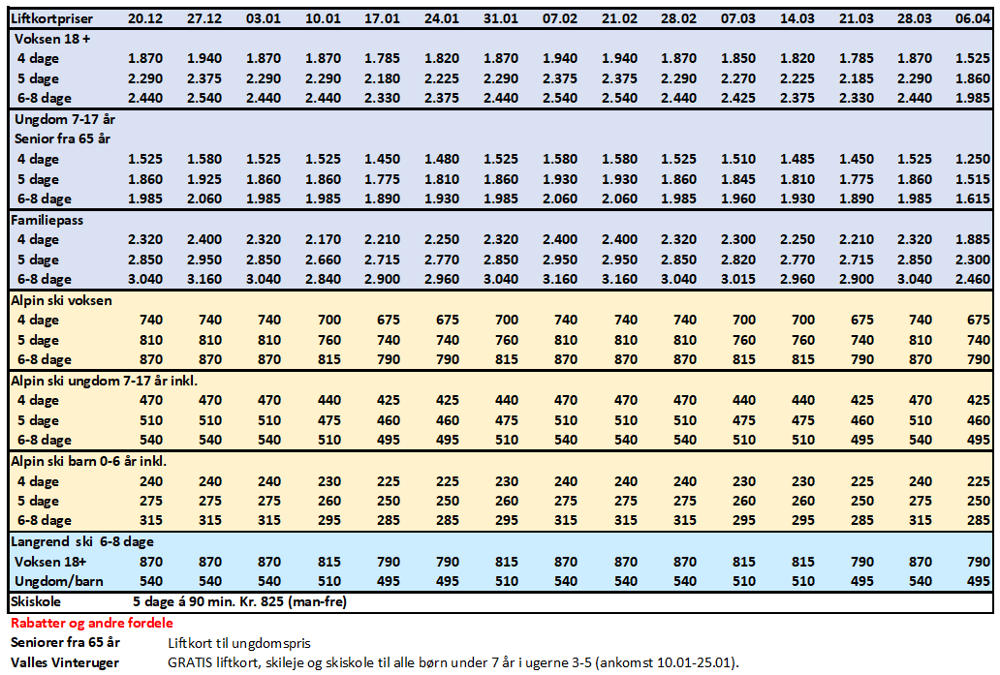 Liftkortpriser 20.12 27.12 03.01 10.01 17.01 24.01 31.01 07.02 21.02 28.02 07.03 14.03 21.03 28.03 06.04
Voksen 18 +
4 dage 1.870 1.940 1.870 1.870 1.785 1.820 1.870 1.940 1.940 1.870 1.850 1.820 1.785 1.870 1.525
5 dage 2.290 2.375 2.290 2.290 2.180 2.225 2.290 2.375 2.375 2.290 2.270 2.225 2.185 2.290 1.860
6-8 dage 2.440 2.540 2.440 2.440 2.330 2.375 2.440 2.540 2.540 2.440 2.425 2.375 2.330 2.440 1.985
Ungdom 7-17 år
Senior fra 65 år
4 dage 1.525 1.580 1.525 1.525 1.450 1.480 1.525 1.580 1.580 1.525 1.510 1.485 1.450 1.525 1.250
5 dage 1.860 1.925 1.860 1.860 1.775 1.810 1.860 1.930 1.930 1.860 1.845 1.810 1.775 1.860 1.515
6-8 dage 1.985 2.060 1.985 1.985 1.890 1.930 1.985 2.060 2.060 1.985 1.960 1.930 1.890 1.985 1.615
Familiepass
4 dage 2.320 2.400 2.320 2.170 2.210 2.250 2.320 2.400 2.400 2.320 2.300 2.250 2.210 2.320 1.885
5 dage 2.850 2.950 2.850 2.660 2.715 2.770 2.850 2.950 2.950 2.850 2.820 2.770 2.715 2.850 2.300
6-8 dage 3.040 3.160 3.040 2.840 2.900 2.960 3.040 3.160 3.160 3.040 3.015 2.960 2.900 3.040 2.460
Alpin ski voksen
4 dage 740 740 740 700 675 675 700 740 740 740 700 700 675 740 675
5 dage 810 810 810 760 740 740 760 810 810 810 760 760 740 810 740
6-8 dage 870 870 870 815 790 790 815 870 870 870 815 815 790 870 790
Alpin ski ungdom 7-17 år inkl.
4 dage 470 470 470 440 425 425 440 470 470 470 440 440 425 470 425
5 dage 510 510 510 475 460 460 475 510 510 510 475 475 460 510 460
6-8 dage 540 540 540 510 495 495 510 540 540 540 510 510 495 540 495
Alpin ski barn 0-6 år inkl.
4 dage 240 240 240 230 225 225 230 240 240 240 230 230 225 240 225
5 dage 275 275 275 260 250 250 260 275 275 275 260 260 250 275 250
6-8 dage 315 315 315 295 285 285 295 315 315 315 295 295 285 315 285
Langrend ski 6-8 dage
Voksen 18+ 870 870 870 815 790 790 815 870 870 870 815 815 790 870 790
Ungdom/barn 540 540 540 510 495 495 510 540 540 540 510 510 495 540 495
Skiskole 5 dage á 90 min. Kr. 825 (man-fre)
Rabatter og andre fordele
Seniorer fra 65 år Liftkort til ungdomspris
Valles Vinteruger GRATIS liftkort, skileje og skiskole til alle børn under 7 år i ugerne 3-5 (ankomst 10.01-25.01).